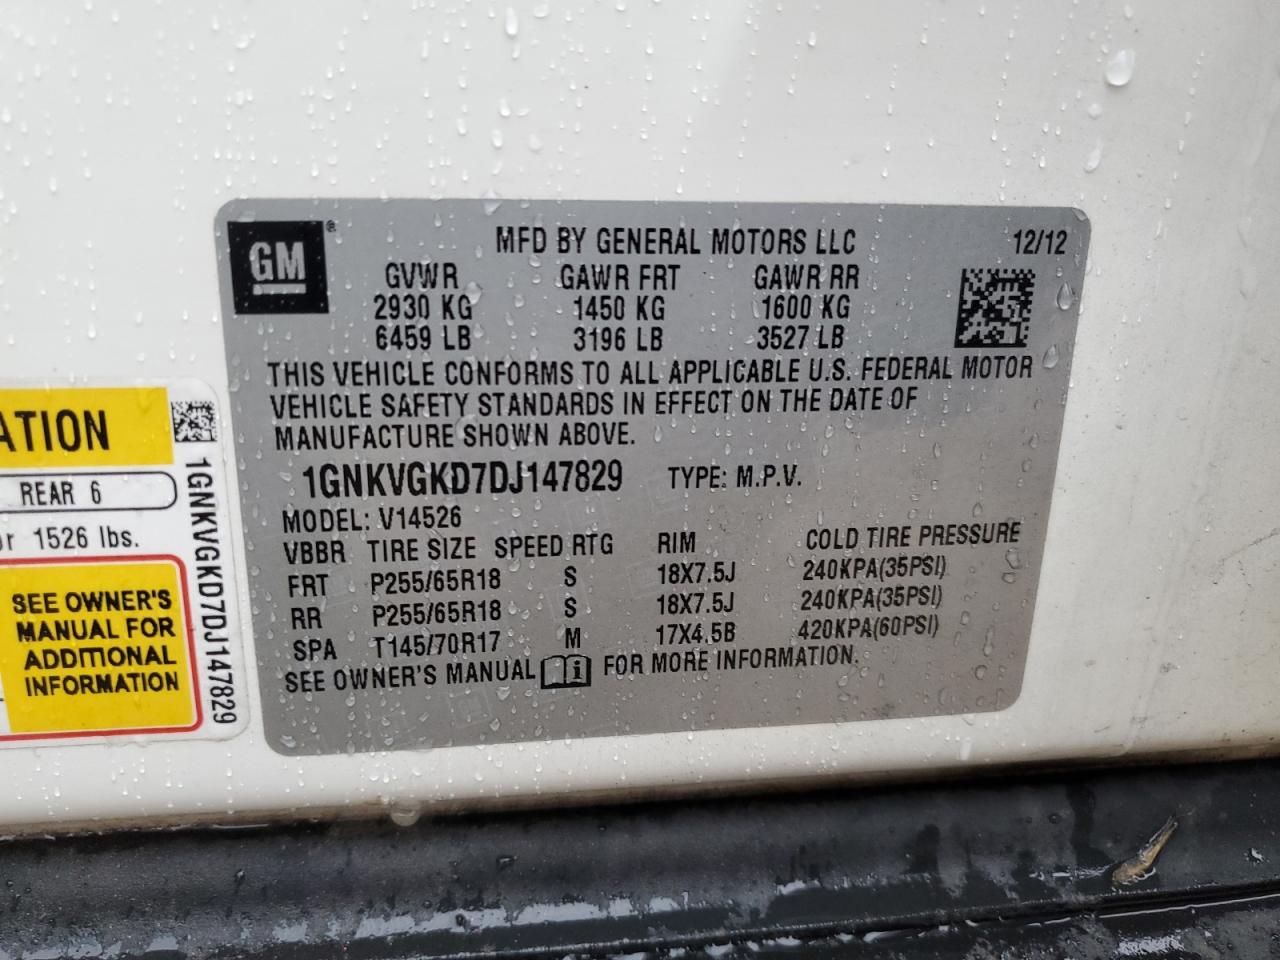 GM®
MFD BY GENERAL MOTORS LLC 12/12
GVWR GAWR FRT GAWR RR
2930 KG 1450 KG 1600 KG
6459 LB 3196 LB 3527 LB
THIS VEHICLE CONFORMS TO ALL APPLICABLE U.S. FEDERAL MOTOR
VEHICLE SAFETY STANDARDS IN EFFECT ON THE DATE OF
MANUFACTURE SHOWN ABOVE.
1GNKVGKD7DJ147829 TYPE: M.P.V.
MODEL: V14526
VBBR TIRE SIZE SPEED RTG RIM COLD TIRE PRESSURE
FRT P255/65R18 S 18X7.5J 240KPA(35PSI)
RR P255/65R18 S 18X7.5J 240KPA(35PSI)
SPA T145/70R17 M 17X4.5B 420KPA(60PSI)
SEE OWNER'S MANUAL FOR MORE INFORMATION.
ATION
REAR 6
or 1526 lbs.
SEE OWNER'S
MANUAL FOR
ADDITIONAL
INFORMATION
1GNKVGKD7DJ147829